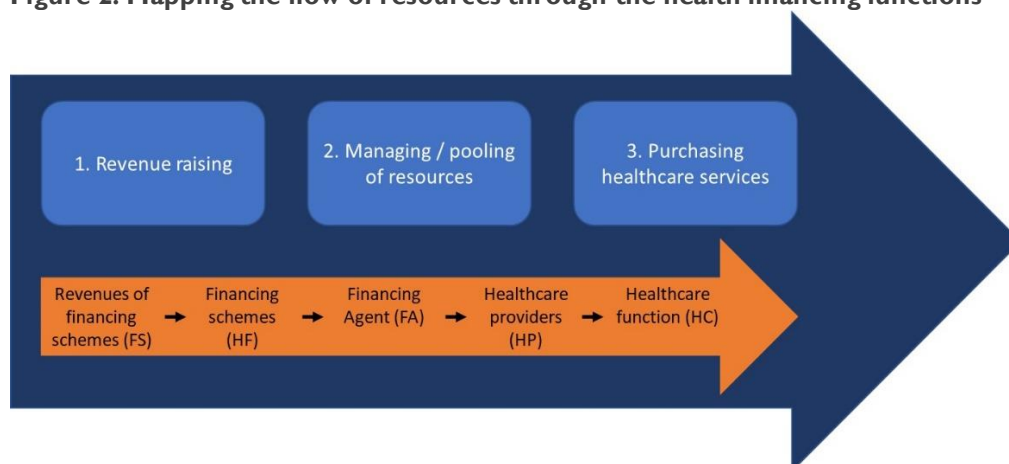 Figure 2. Mapping the flow of resources through the health financing functions
1. Revenue raising
2. Managing / pooling
of resources
3. Purchasing
healthcare services
Revenues of
financing
schemes (FS)
Financing
schemes
(HF)
Financing
Agent (FA)
Healthcare
providers
(HP)
Healthcare
function (HC)